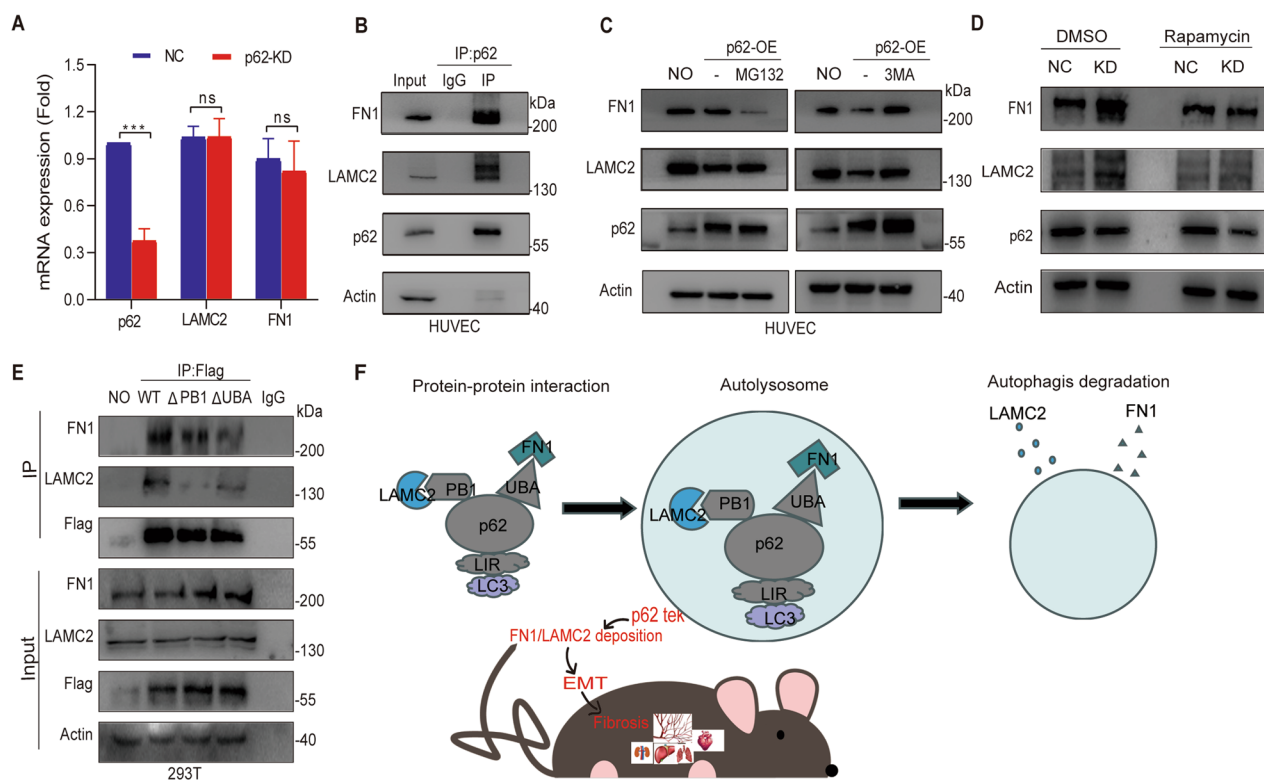 A
NC p62-KD
mRNA expression (Fold)
1.5
1.2
0.9
0.6
0.3
0.0
*** ns ns
p62 LAMC2 FN1
B
IP:p62
Input IgG IP
kDa
FN1 -200
LAMC2 -130
p62 -55
Actin -40
HUVEC
C
p62-OE p62-OE
NO - MG132 NO - 3MA
kDa
FN1 -200
LAMC2 -130
p62 -55
Actin -40
HUVEC
D
DMSO Rapamycin
NC KD NC KD
FN1
LAMC2
p62
Actin
E
IP:Flag
NO WT Δ PB1 ΔUBA IgG
kDa
IP
FN1 -200
LAMC2 -130
Flag -55
Input
FN1 -200
LAMC2 -130
Flag -55
Actin -40
293T
F
Protein-protein interaction
FN1
LAMC2 PB1 UBA
p62
LIR
LC3
Autolysosome
FN1
LAMC2 PB1 UBA
p62
LIR
LC3
Autophagis degradation
LAMC2 FN1
p62 tek
FN1/LAMC2 deposition
EMT
Fibrosis